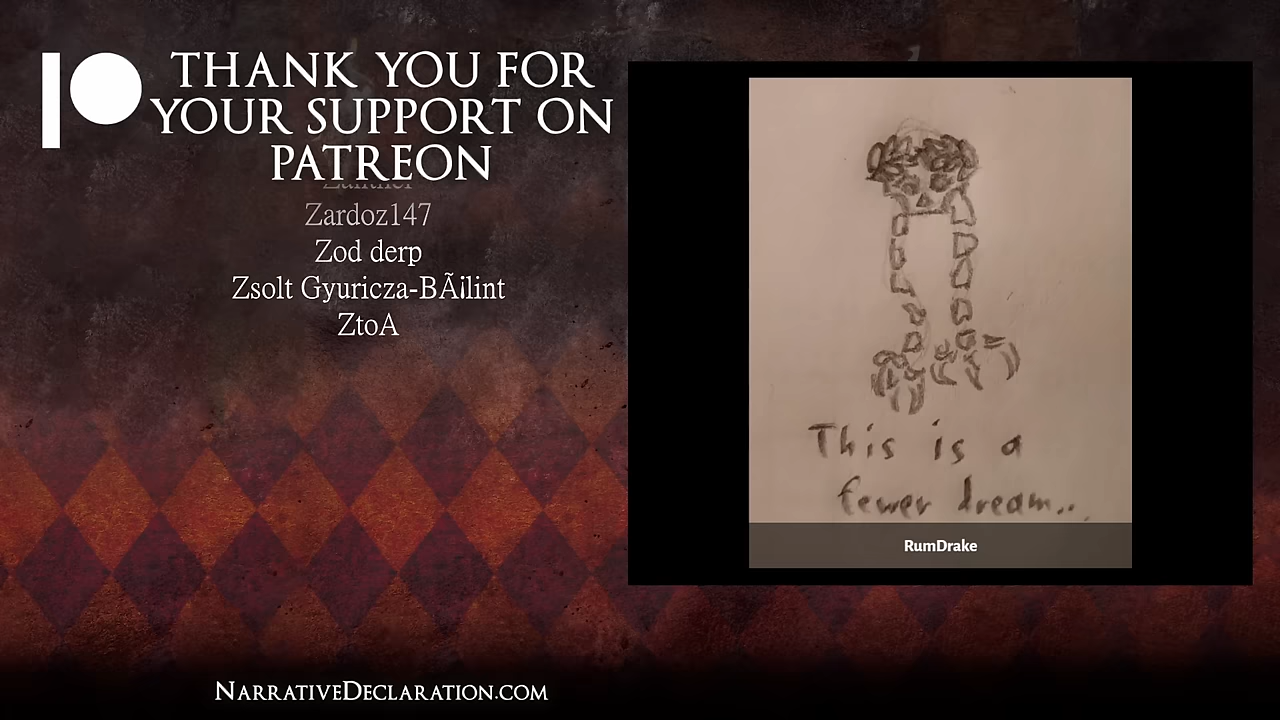 THANK YOU FOR
YOUR SUPPORT ON
PATREON
Zardoz147
Zod derp
Zsolt Gyuricza-BÃ¡lint
ZtoA
This is a
fewer dream...
RumDrake
NARRATIVEDECLARATION.COM